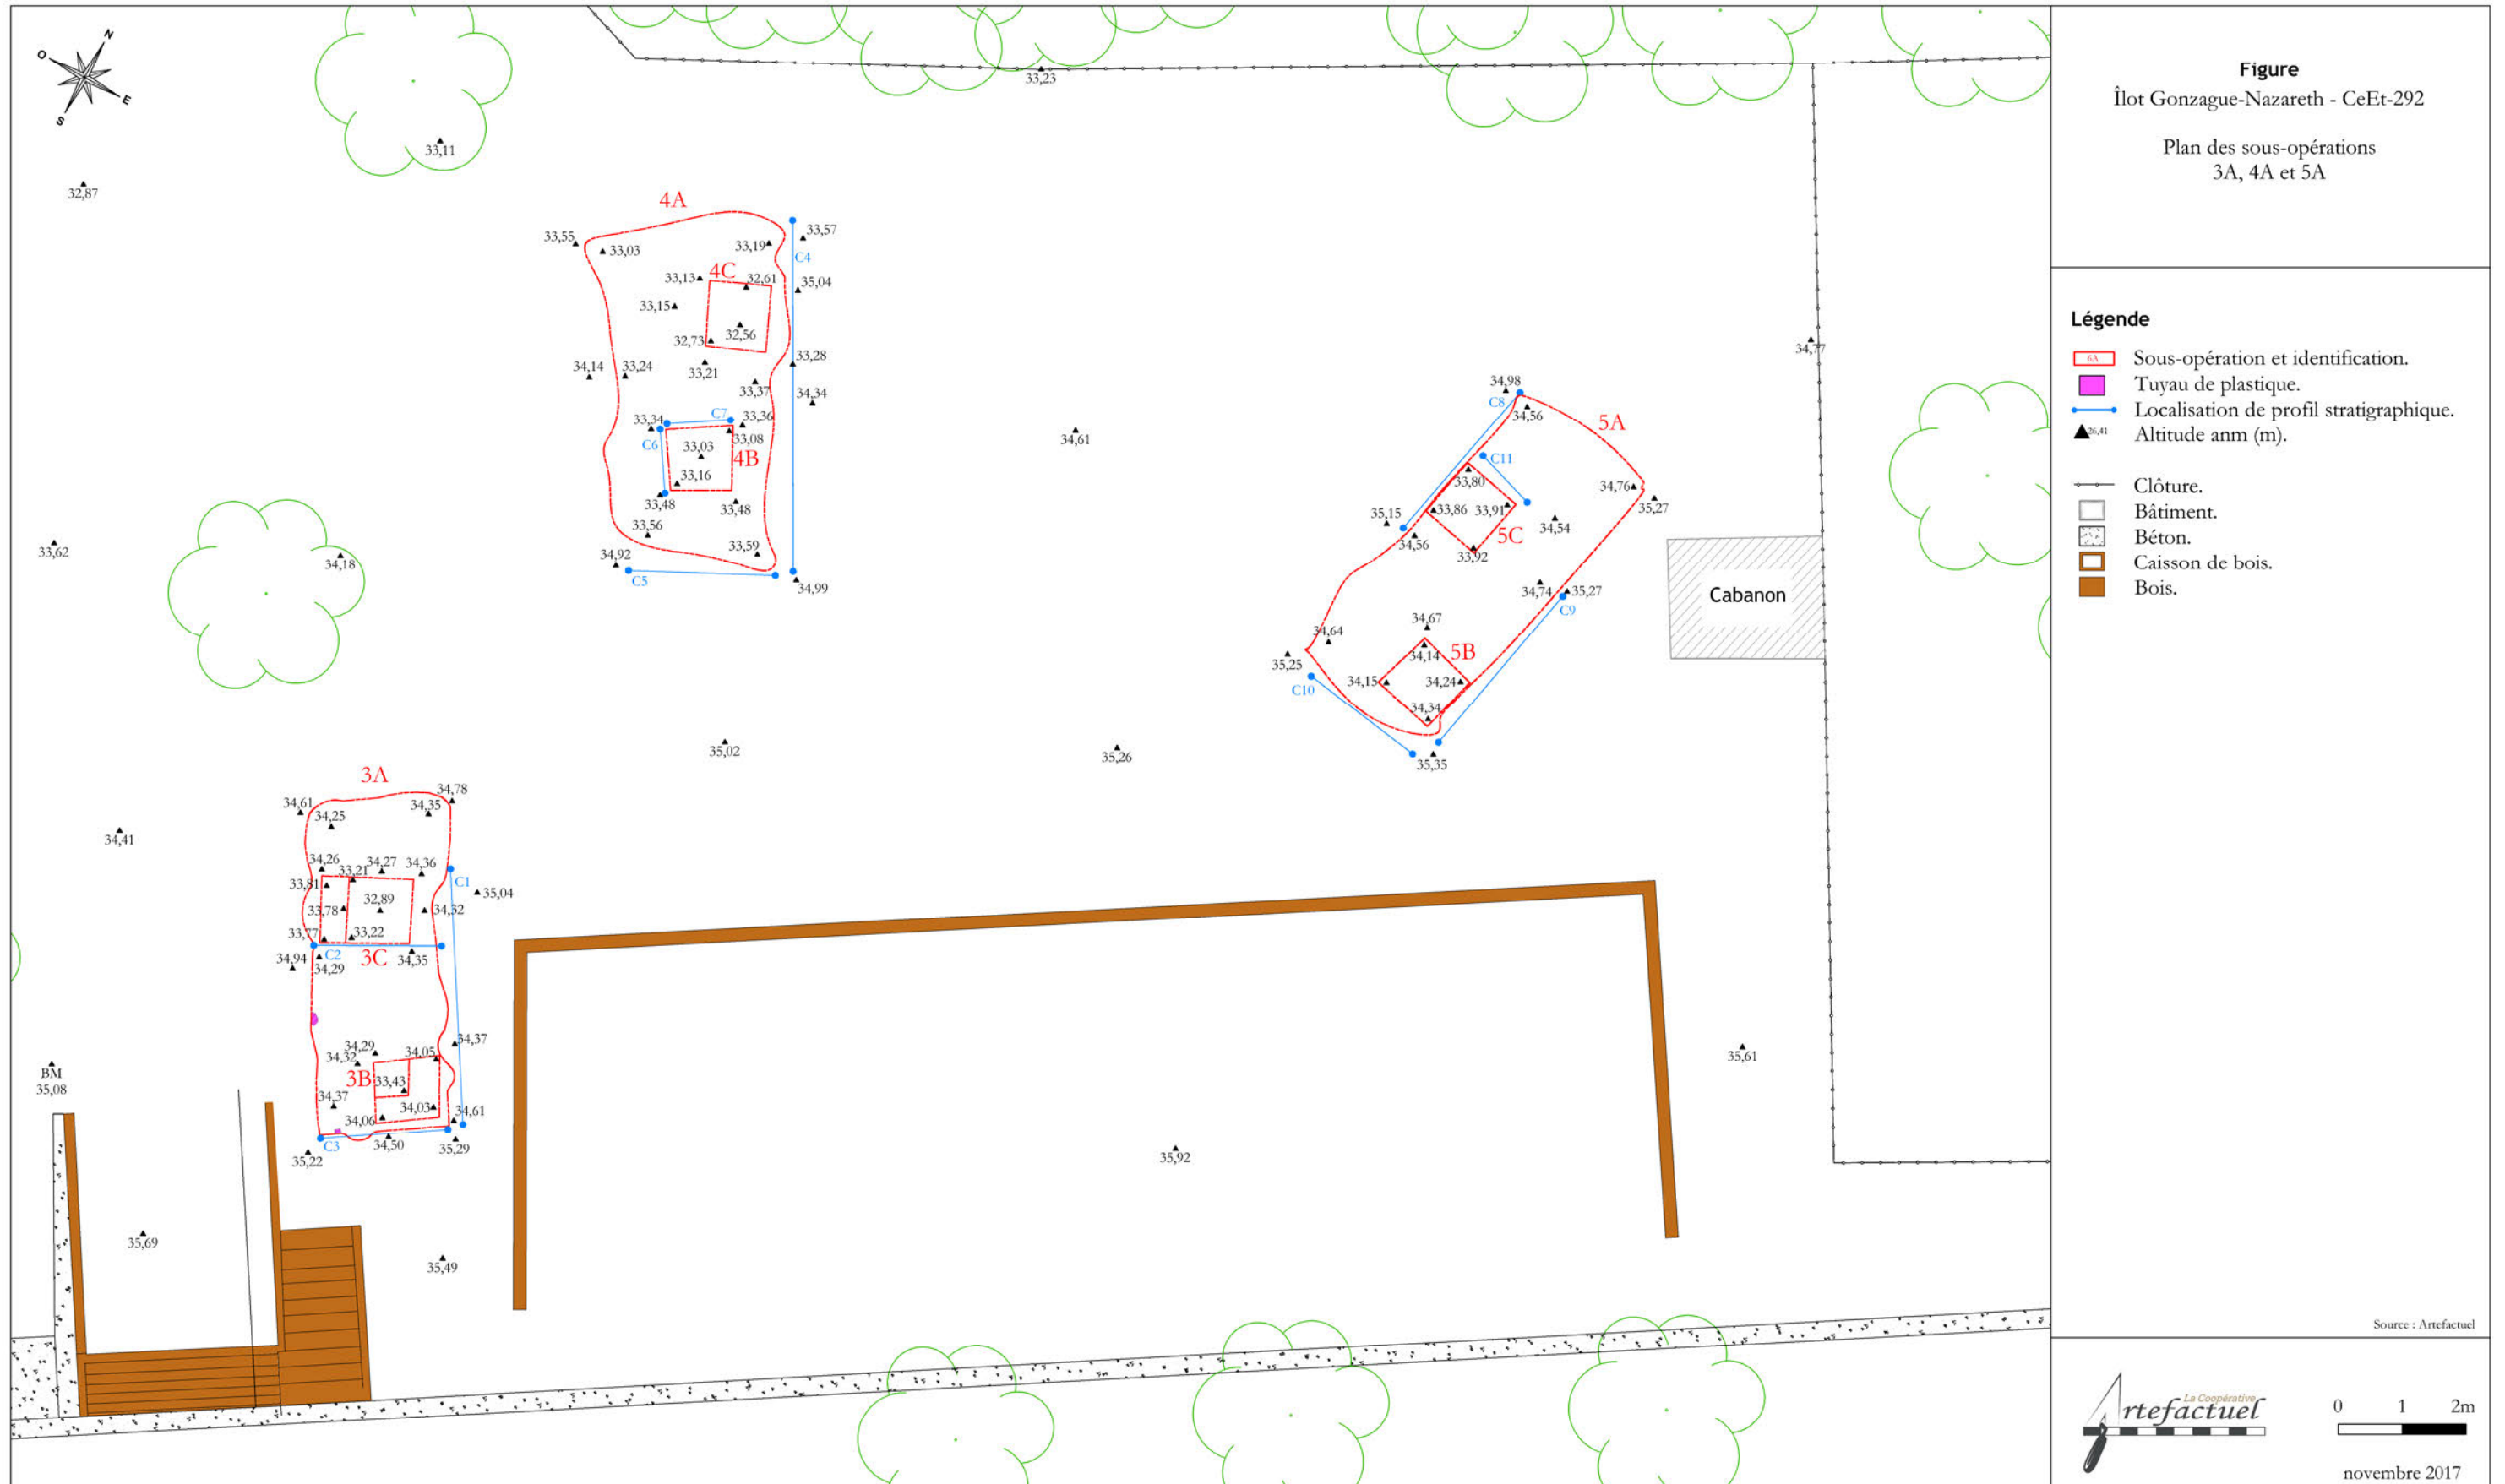 N
O
E
S
33,23
33,11
32,87
4A
33,55
33,03
33,19
33,57
C4
33,13
4C
32,61
35,04
33,15
32,56
32,73
33,28
33,21
34,14
33,24
33,37
34,34
33,34
C7
33,36
C6
33,03
33,08
4B
33,16
33,48
33,48
33,56
33,59
34,92
C5
34,99
34,61
33,62
34,18
34,77
34,98
C8
34,56
5A
C11
33,80
34,76
35,27
35,15
33,86
33,91
34,54
34,56
5C
33,92
34,74
35,27
C9
Cabanon
34,67
34,64
34,14
5B
35,25
34,15
34,24
C10
34,34
35,35
35,02
35,26
34,41
3A
34,61
34,78
34,25
34,35
34,26
34,27
34,36
33,21
C1
33,81
35,04
32,89
33,78
34,32
33,77
33,22
C2
3C
34,35
34,94
34,29
34,37
34,29
34,32
34,05
3B
33,43
34,37
34,03
34,61
34,06
C3
34,50
35,29
35,22
BM
35,08
35,61
35,92
35,69
35,49
Figure
Îlot Gonzague-Nazareth - CeEt-292
Plan des sous-opérations
3A, 4A et 5A
Légende
6A Sous-opération et identification.
Tuyau de plastique.
Localisation de profil stratigraphique.
26,41 Altitude anm (m).
Clôture.
Bâtiment.
Béton.
Caisson de bois.
Bois.
Source : Artefactuel
La Coopérative
Artefactuel
0 1 2m
novembre 2017